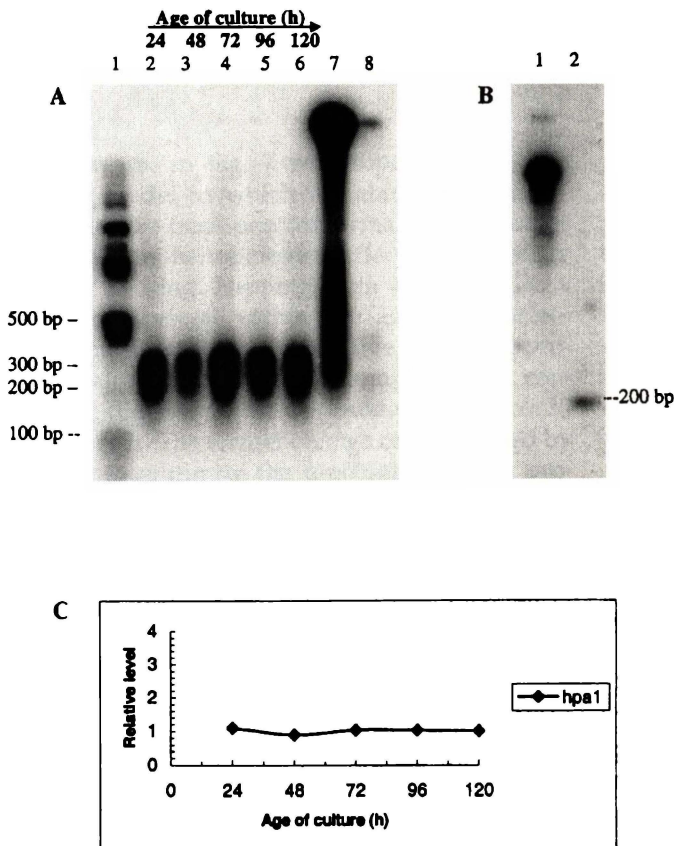 Age of culture (h)
24 48 72 96 120
1 2 3 4 5 6 7 8
A
500 bp –
300 bp –
200 bp –
100 bp --
B
1 2
---200 bp
C
Relative level
4
3
2
1
0
0 24 48 72 96 120
Age of culture (h)
hpa1